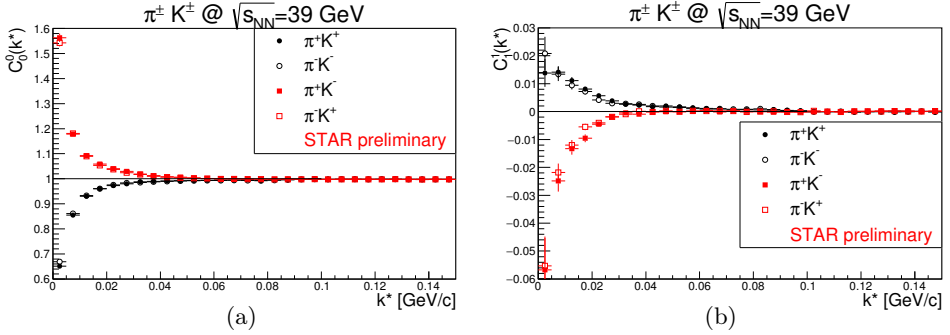 π± K± @ √sNN=39 GeV
C⁰₀(k*)
1.6
1.5
1.4
1.3
1.2
1.1
1
0.9
0.8
0.7
0.6
π⁺K⁺
π⁻K⁻
π⁺K⁻
π⁻K⁺
STAR preliminary
0 0.02 0.04 0.06 0.08 0.1 0.12 0.14
k* [GeV/c]
(a)
π± K± @ √sNN=39 GeV
C¹₁(k*)
0.03
0.02
0.01
0
−0.01
−0.02
−0.03
−0.04
−0.05
−0.06
π⁺K⁺
π⁻K⁻
π⁺K⁻
π⁻K⁺
STAR preliminary
0 0.02 0.04 0.06 0.08 0.1 0.12 0.14
k* [GeV/c]
(b)